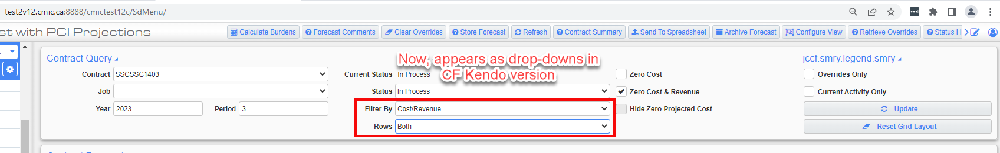 test2v12.cmic.ca:8888/cmictest12c/SdMenu/
st with PCI Projections
Calculate Burdens
Forecast Comments
Clear Overrides
Store Forecast
Refresh
Contract Summary
Send To Spreadsheet
Archive Forecast
Configure View
Retrieve Overrides
Status H
Contract Query
Now, appears as drop-downs in
CF Kendo version
jccf.smry.legend.smry
Contract SSCSSC1403
Current Status In Process
Zero Cost
Overrides Only
Job
Status In Process
Zero Cost & Revenue
Current Activity Only
Year 2023 Period 3
Filter By Cost/Revenue
Hide Zero Projected Cost
Update
Rows Both
Reset Grid Layout